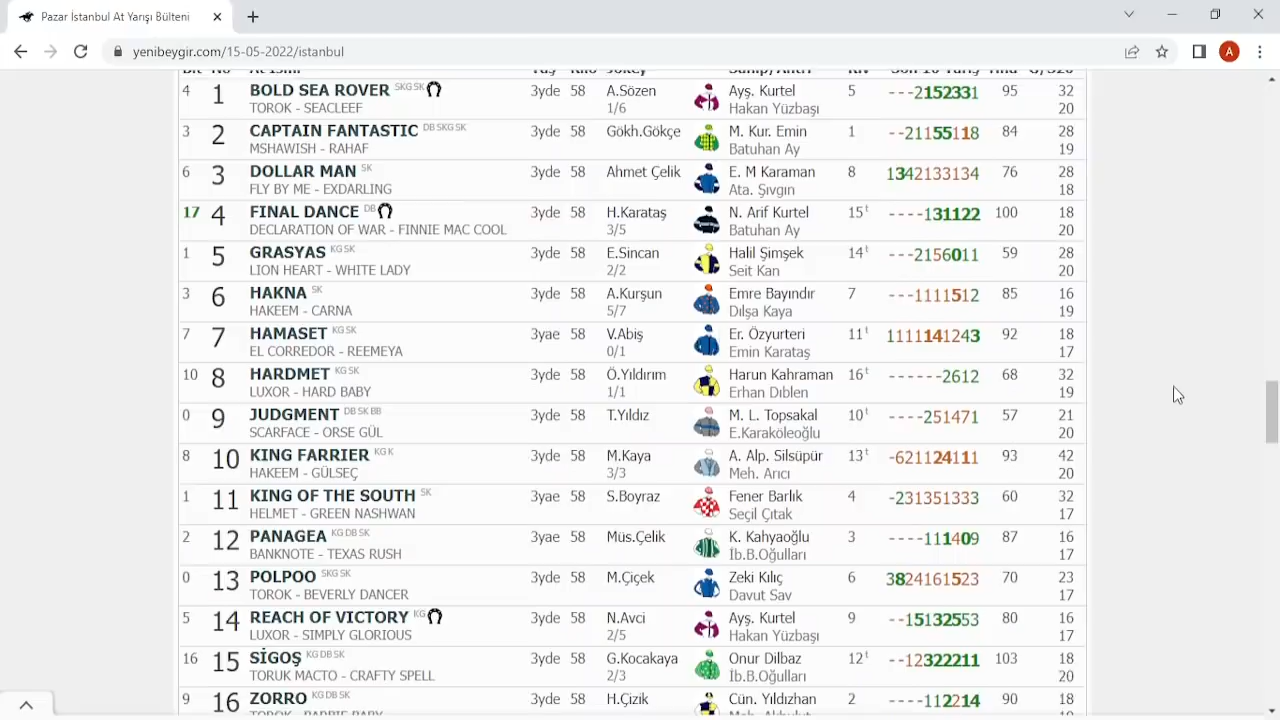 Pazar İstanbul At Yarışı Bülteni
yenibeygir.com/15-05-2022/istanbul
A
4 1 BOLD SEA ROVER SKG SK 3yde 58 A.Sözen Ayş. Kurtel 5 ---2152331 95 32
TOROK - SEACLEEF 1/6 Hakan Yüzbaşı 20
3 2 CAPTAIN FANTASTIC DB SKG SK 3yde 58 Gökh.Gökçe M. Kur. Emin 1 --21155118 84 28
MSHAWISH - RAHAF Batuhan Ay 19
6 3 DOLLAR MAN SK 3yde 58 Ahmet Çelik E. M Karaman 8 1342133134 76 28
FLY BY ME - EXDARLING Ata. Şıvgın 18
17 4 FINAL DANCE DB 3yde 58 H.Karataş N. Arif Kurtel 15t ----131122 100 18
DECLARATION OF WAR - FINNIE MAC COOL 3/5 Batuhan Ay 20
1 5 GRASYAS KG SK 3yde 58 E.Sincan Halil Şimşek 14t ---2156011 59 28
LION HEART - WHITE LADY 2/2 Seit Kan 20
3 6 HAKNA SK 3yde 58 A.Kurşun Emre Bayındır 7 ---1111512 85 16
HAKEEM - CARNA 5/7 Dilşa Kaya 19
7 7 HAMASET KG SK 3yae 58 V.Abiş Er. Özyurteri 11t 1111141243 92 18
EL CORREDOR - REEMEYA 0/1 Emin Karataş 17
10 8 HARDMET KG SK 3yde 58 Ö.Yıldırım Harun Kahraman 16t ------2612 68 32
LUXOR - HARD BABY 1/1 Erhan Diblen 19
0 9 JUDGMENT DB SK BB 3yde 58 T.Yıldız M. L. Topsakal 10t ----251471 57 21
SCARFACE - ORSE GÜL E.Karaköleoğlu 20
8 10 KING FARRIER KG K 3yde 58 M.Kaya A. Alp. Silsüpür 13t -621124111 93 42
HAKEEM - GÜLSEÇ 3/3 Meh. Arıcı 20
1 11 KING OF THE SOUTH SK 3yae 58 S.Boyraz Fener Barlık 4 -231351333 60 32
HELMET - GREEN NASHWAN Seçil Çıtak 17
2 12 PANAGEA KG DB SK 3yae 58 Müs.Çelik K. Kahyaoğlu 3 ----111409 87 16
BANKNOTE - TEXAS RUSH İb.B.Oğulları 17
0 13 POLPOO SKG SK 3yde 58 M.Çiçek Zeki Kılıç 6 3824161523 70 23
TOROK - BEVERLY DANCER Davut Sav 17
5 14 REACH OF VICTORY KG 3yde 58 N.Avci Ayş. Kurtel 9 --15132553 80 16
LUXOR - SIMPLY GLORIOUS 2/5 Hakan Yüzbaşı 17
16 15 SİGOŞ KG DB SK 3yde 58 G.Kocakaya Onur Dilbaz 12t --12322211 103 18
TORUK MACTO - CRAFTY SPELL 2/3 İb.B.Oğulları 20
9 16 ZORRO KG DB SK 3yde 58 H.Çizik Cün. Yıldızhan 2 ----112214 90 18